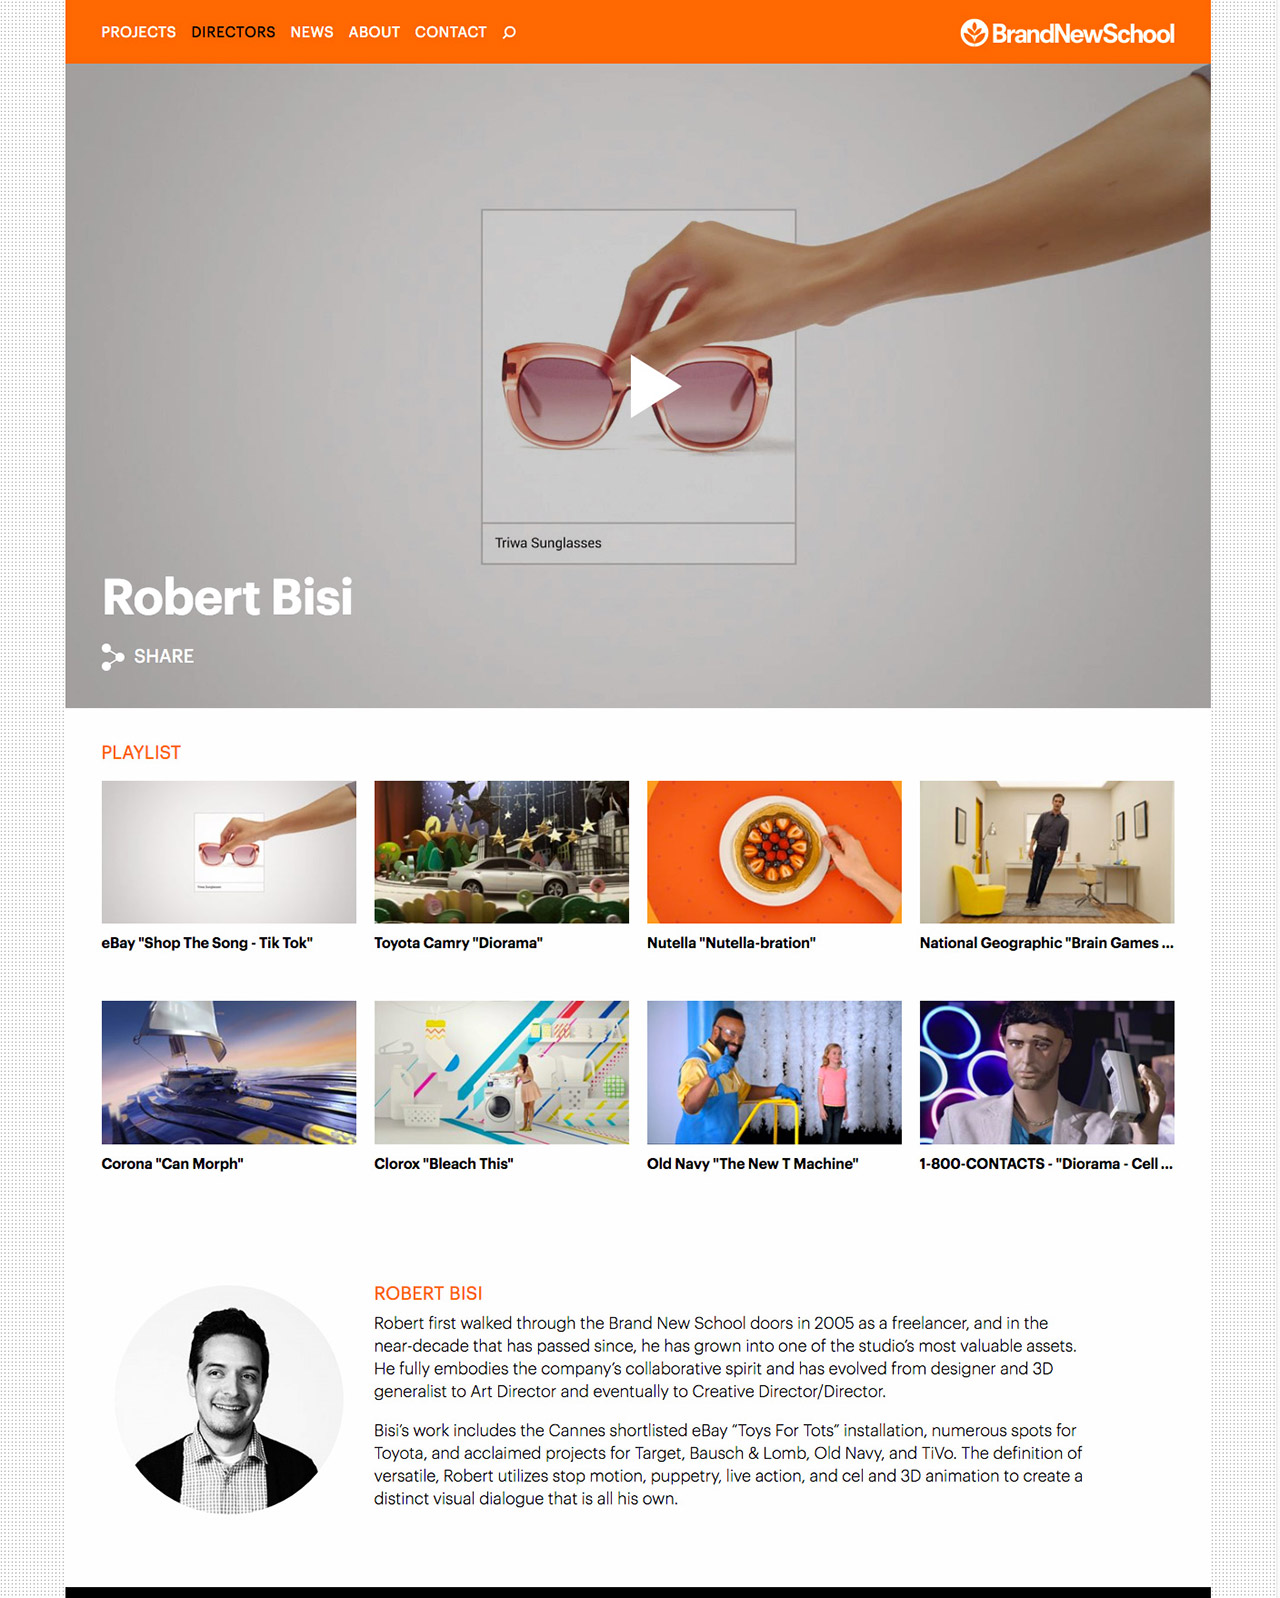 PROJECTS DIRECTORS NEWS ABOUT CONTACT
BrandNewSchool
Triwa Sunglasses
Robert Bisi
SHARE
PLAYLIST
eBay "Shop The Song - Tik Tok"
Toyota Camry "Diorama"
Nutella "Nutella-bration"
National Geographic "Brain Games ...
Corona "Can Morph"
Clorox "Bleach This"
Old Navy "The New T Machine"
1-800-CONTACTS - "Diorama - Cell ...
ROBERT BISI
Robert first walked through the Brand New School doors in 2005 as a freelancer, and in the
near-decade that has passed since, he has grown into one of the studio’s most valuable assets.
He fully embodies the company’s collaborative spirit and has evolved from designer and 3D
generalist to Art Director and eventually to Creative Director/Director.
Bisi’s work includes the Cannes shortlisted eBay “Toys For Tots” installation, numerous spots for
Toyota, and acclaimed projects for Target, Bausch & Lomb, Old Navy, and TiVo. The definition of
versatile, Robert utilizes stop motion, puppetry, live action, and cel and 3D animation to create a
distinct visual dialogue that is all his own.